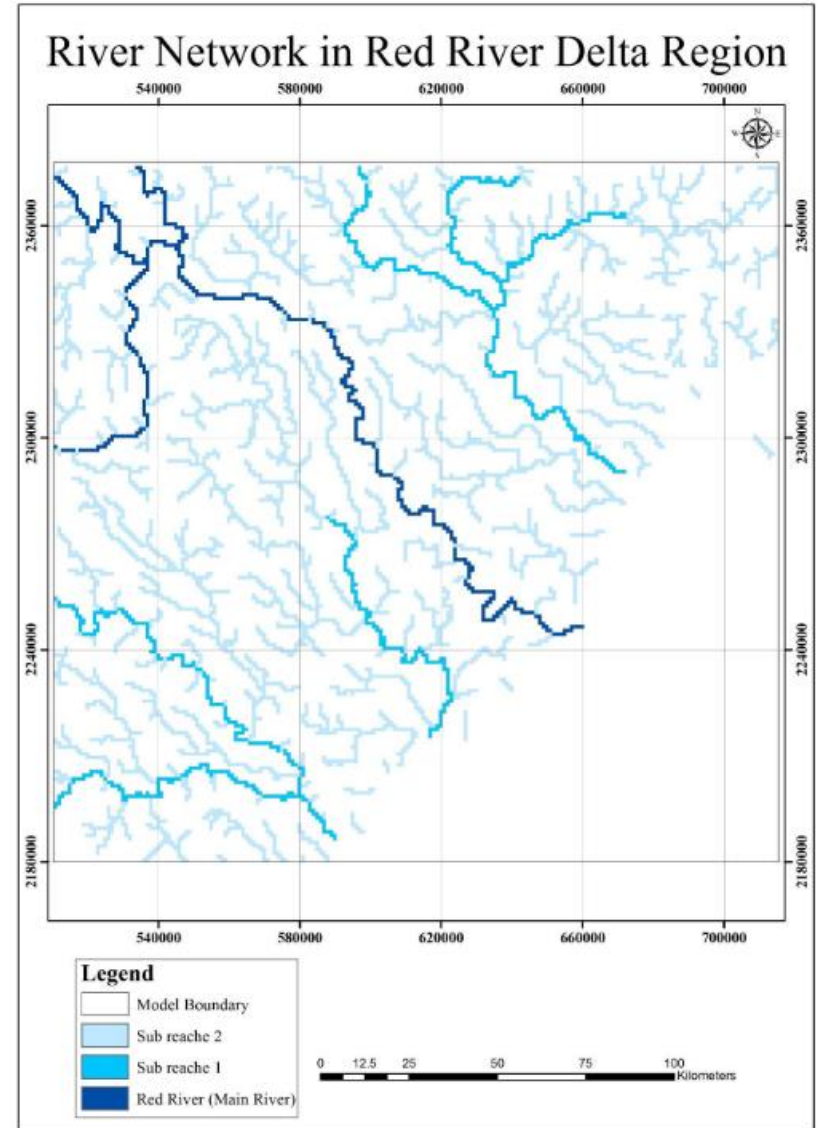 River Network in Red River Delta Region
540000 580000 620000 660000 700000
N
W E
S
2360000 2360000
2300000 2300000
2240000 2240000
2180000 2180000
540000 580000 620000 660000 700000
Legend
Model Boundary
Sub reache 2
Sub reache 1
Red River (Main River)
0 12.5 25 50 75 100
Kilometers